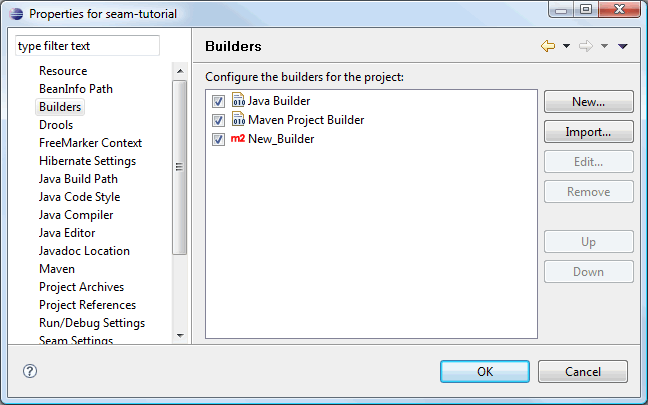 Properties for seam-tutorial
type filter text
Resource
BeanInfo Path
Builders
Drools
FreeMarker Context
Hibernate Settings
Java Build Path
Java Code Style
Java Compiler
Java Editor
Javadoc Location
Maven
Project Archives
Project References
Run/Debug Settings
Seam Settings
Builders
Configure the builders for the project:
010 Java Builder
010 Maven Project Builder
m2 New_Builder
New...
Import...
Edit...
Remove
Up
Down
?
OK
Cancel